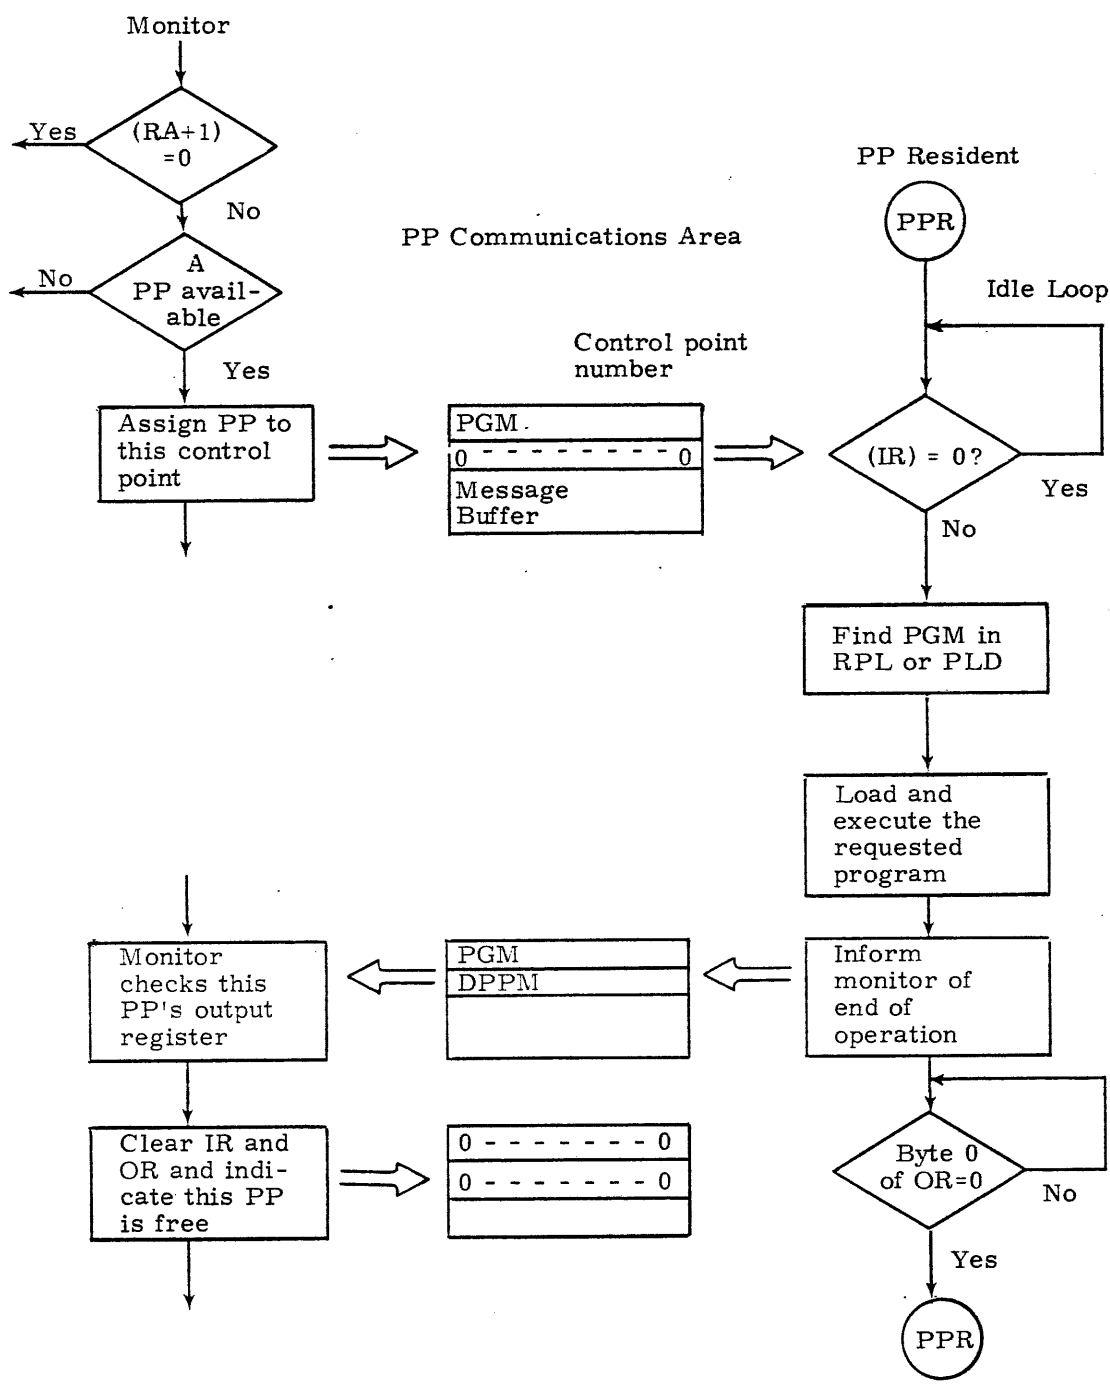 Monitor
(RA+1)
=0
Yes
No
A
PP avail-
able
No
Yes
Assign PP to
this control
point
PP Communications Area
Control point
number
PGM.
0 - - - - - - - - 0
Message
Buffer
PP Resident
PPR
Idle Loop
(IR) = 0?
Yes
No
Find PGM in
RPL or PLD
Load and
execute the
requested
program
Inform
monitor of
end of
operation
PGM
DPPM
Monitor
checks this
PP's output
register
Clear IR and
OR and indi-
cate this PP
is free
0 - - - - - - - 0
0 - - - - - - - 0
Byte 0
of OR=0
No
Yes
PPR